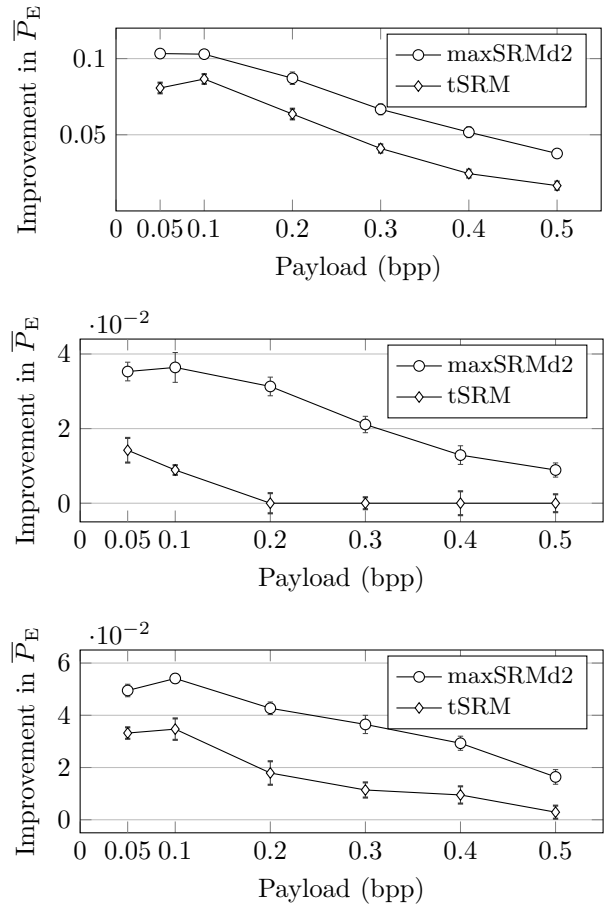 Improvement in P̅_E
0.1
0.05
maxSRMd2
tSRM
0 0.05 0.1 0.2 0.3 0.4 0.5
Payload (bpp)
·10⁻²
Improvement in P̅_E
4
2
0
maxSRMd2
tSRM
0 0.05 0.1 0.2 0.3 0.4 0.5
Payload (bpp)
·10⁻²
Improvement in P̅_E
6
4
2
0
maxSRMd2
tSRM
0 0.05 0.1 0.2 0.3 0.4 0.5
Payload (bpp)